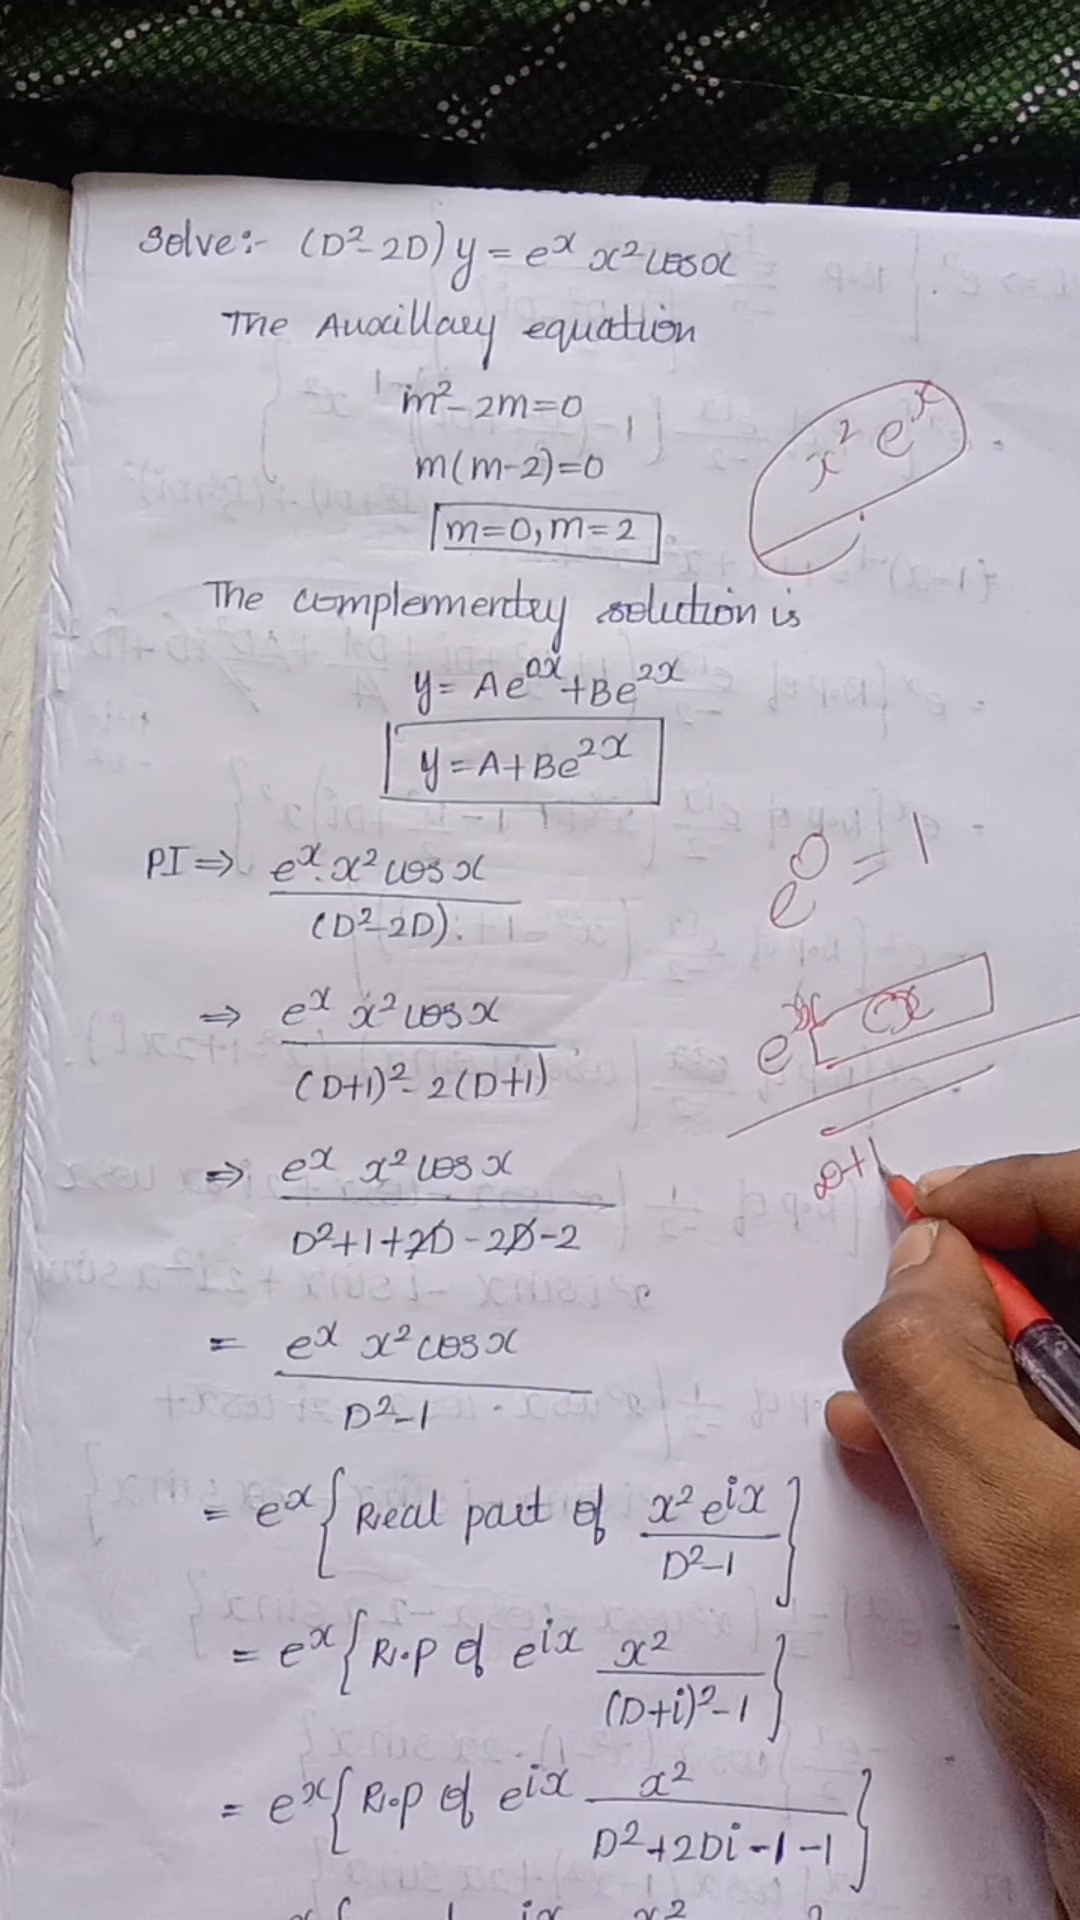 Solve:- (D²-2D)y = eˣ x² cosx
The Auxillary equation
m²-2m=0
m(m-2)=0
m=0, m=2
x² eˣ
The complementry solution is
y = Ae⁰ˣ+Be²ˣ
y = A+Be²ˣ
e⁰ = 1
PI ⇒ eˣ. x² cos x / (D²-2D)
⇒ eˣ x² cos x / (D+1)²- 2(D+1)
D+1
⇒ eˣ x² cos x / D²+1+2D-2D-2
= eˣ x² cosx / D²-1
= eˣ { Real part of x² eⁱˣ / D²-1 }
= eˣ { R.P of eⁱˣ x² / (D+i)²-1 }
= eˣ { R.P of eⁱˣ x² / D²+2Di-1-1 }